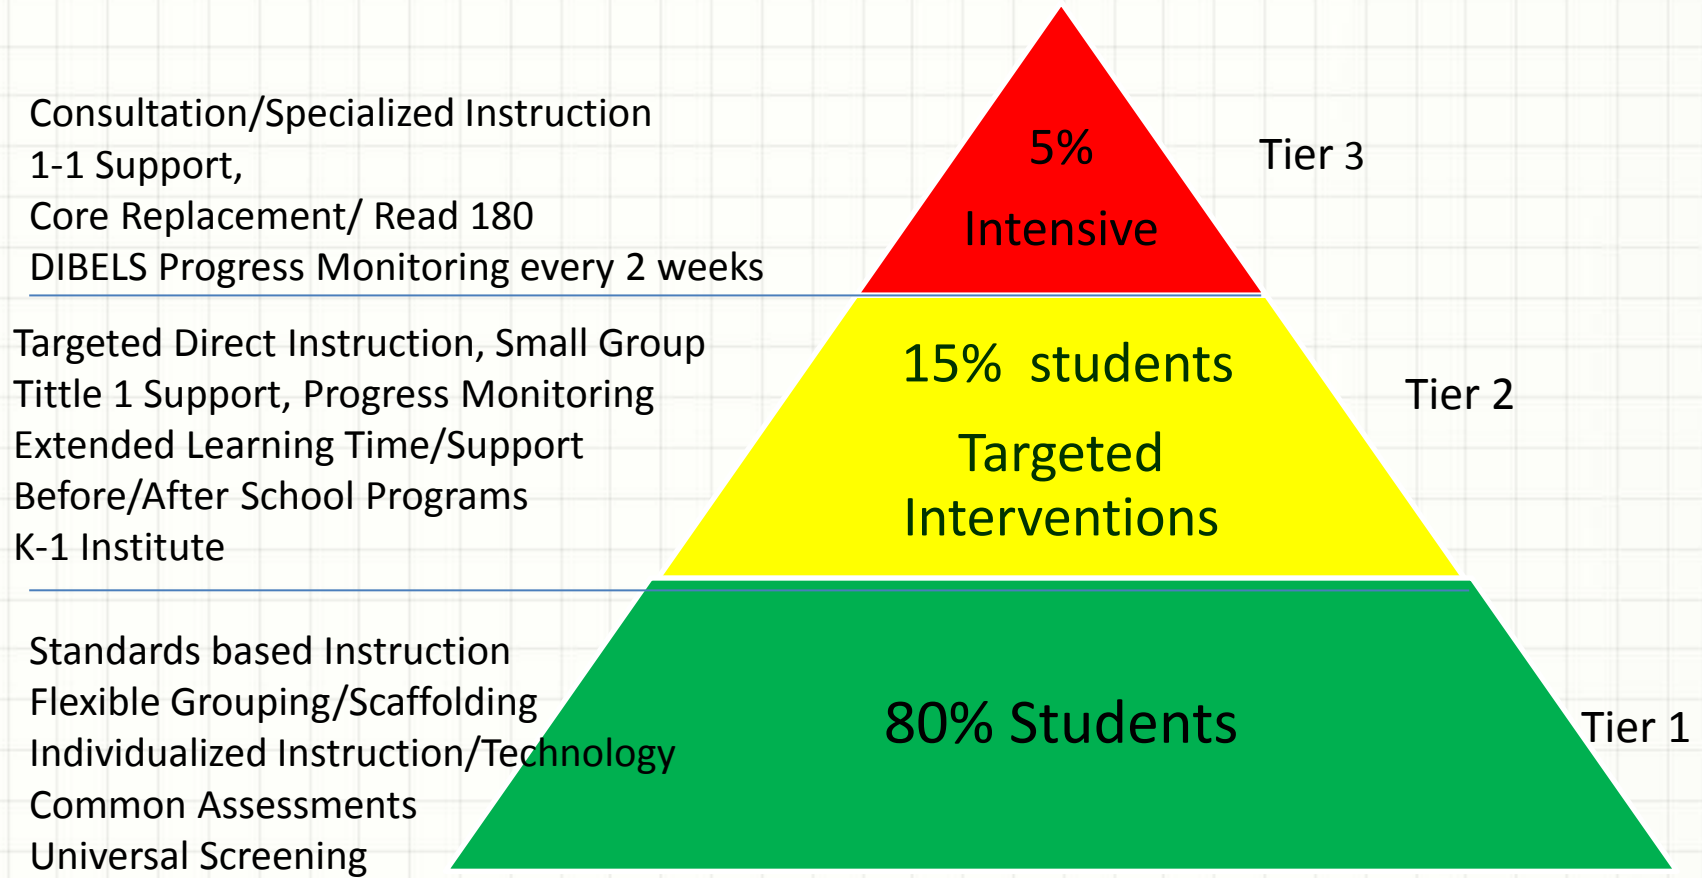 Consultation/Specialized Instruction
1-1 Support,
Core Replacement/ Read 180
DIBELS Progress Monitoring every 2 weeks
5%
Intensive
Tier 3
Targeted Direct Instruction, Small Group
Tittle 1 Support, Progress Monitoring
Extended Learning Time/Support
Before/After School Programs
K-1 Institute
15% students
Targeted
Interventions
Tier 2
Standards based Instruction
Flexible Grouping/Scaffolding
Individualized Instruction/Technology
Common Assessments
Universal Screening
80% Students
Tier 1